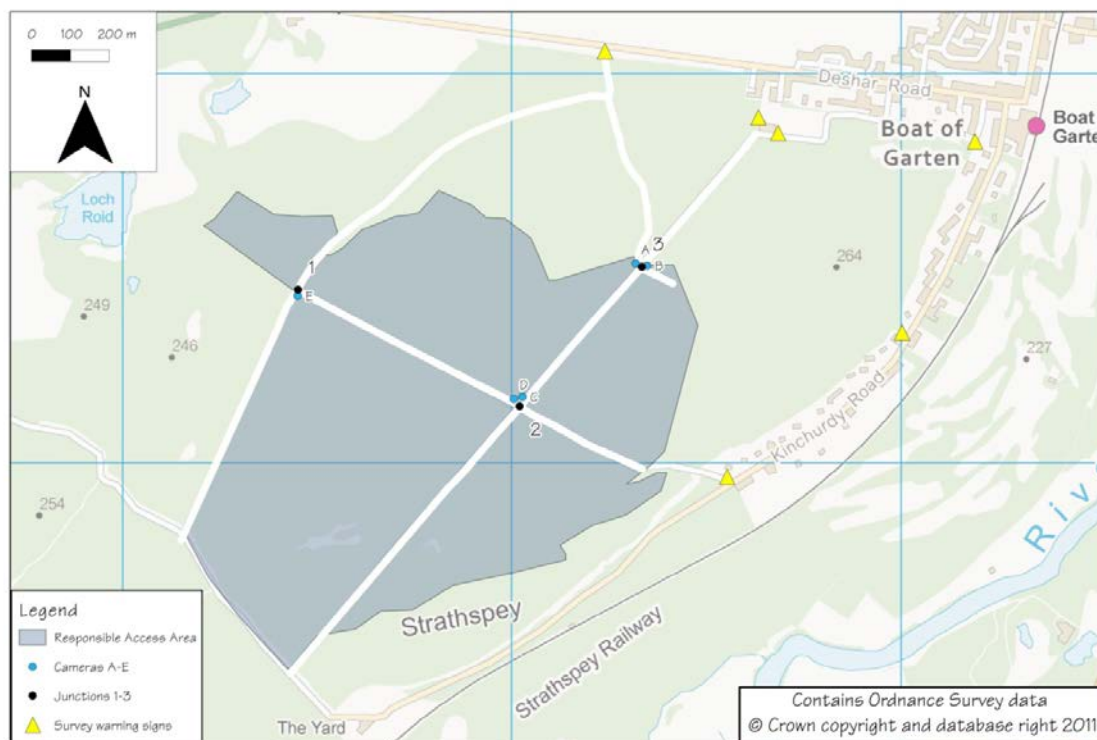 0 100 200 m
N
Deshar Road
Boat of
Garten
Boat
Garte
Loch
Roid
A
3
B
264
1
E
249
246
227
D
C
2
Kinchurdy Road
254
Riv
Strathspey
Strathspey Railway
The Yard
Legend
Responsible Access Area
Cameras A-E
Junctions 1-3
Survey warning signs
Contains Ordnance Survey data
© Crown copyright and database right 2011